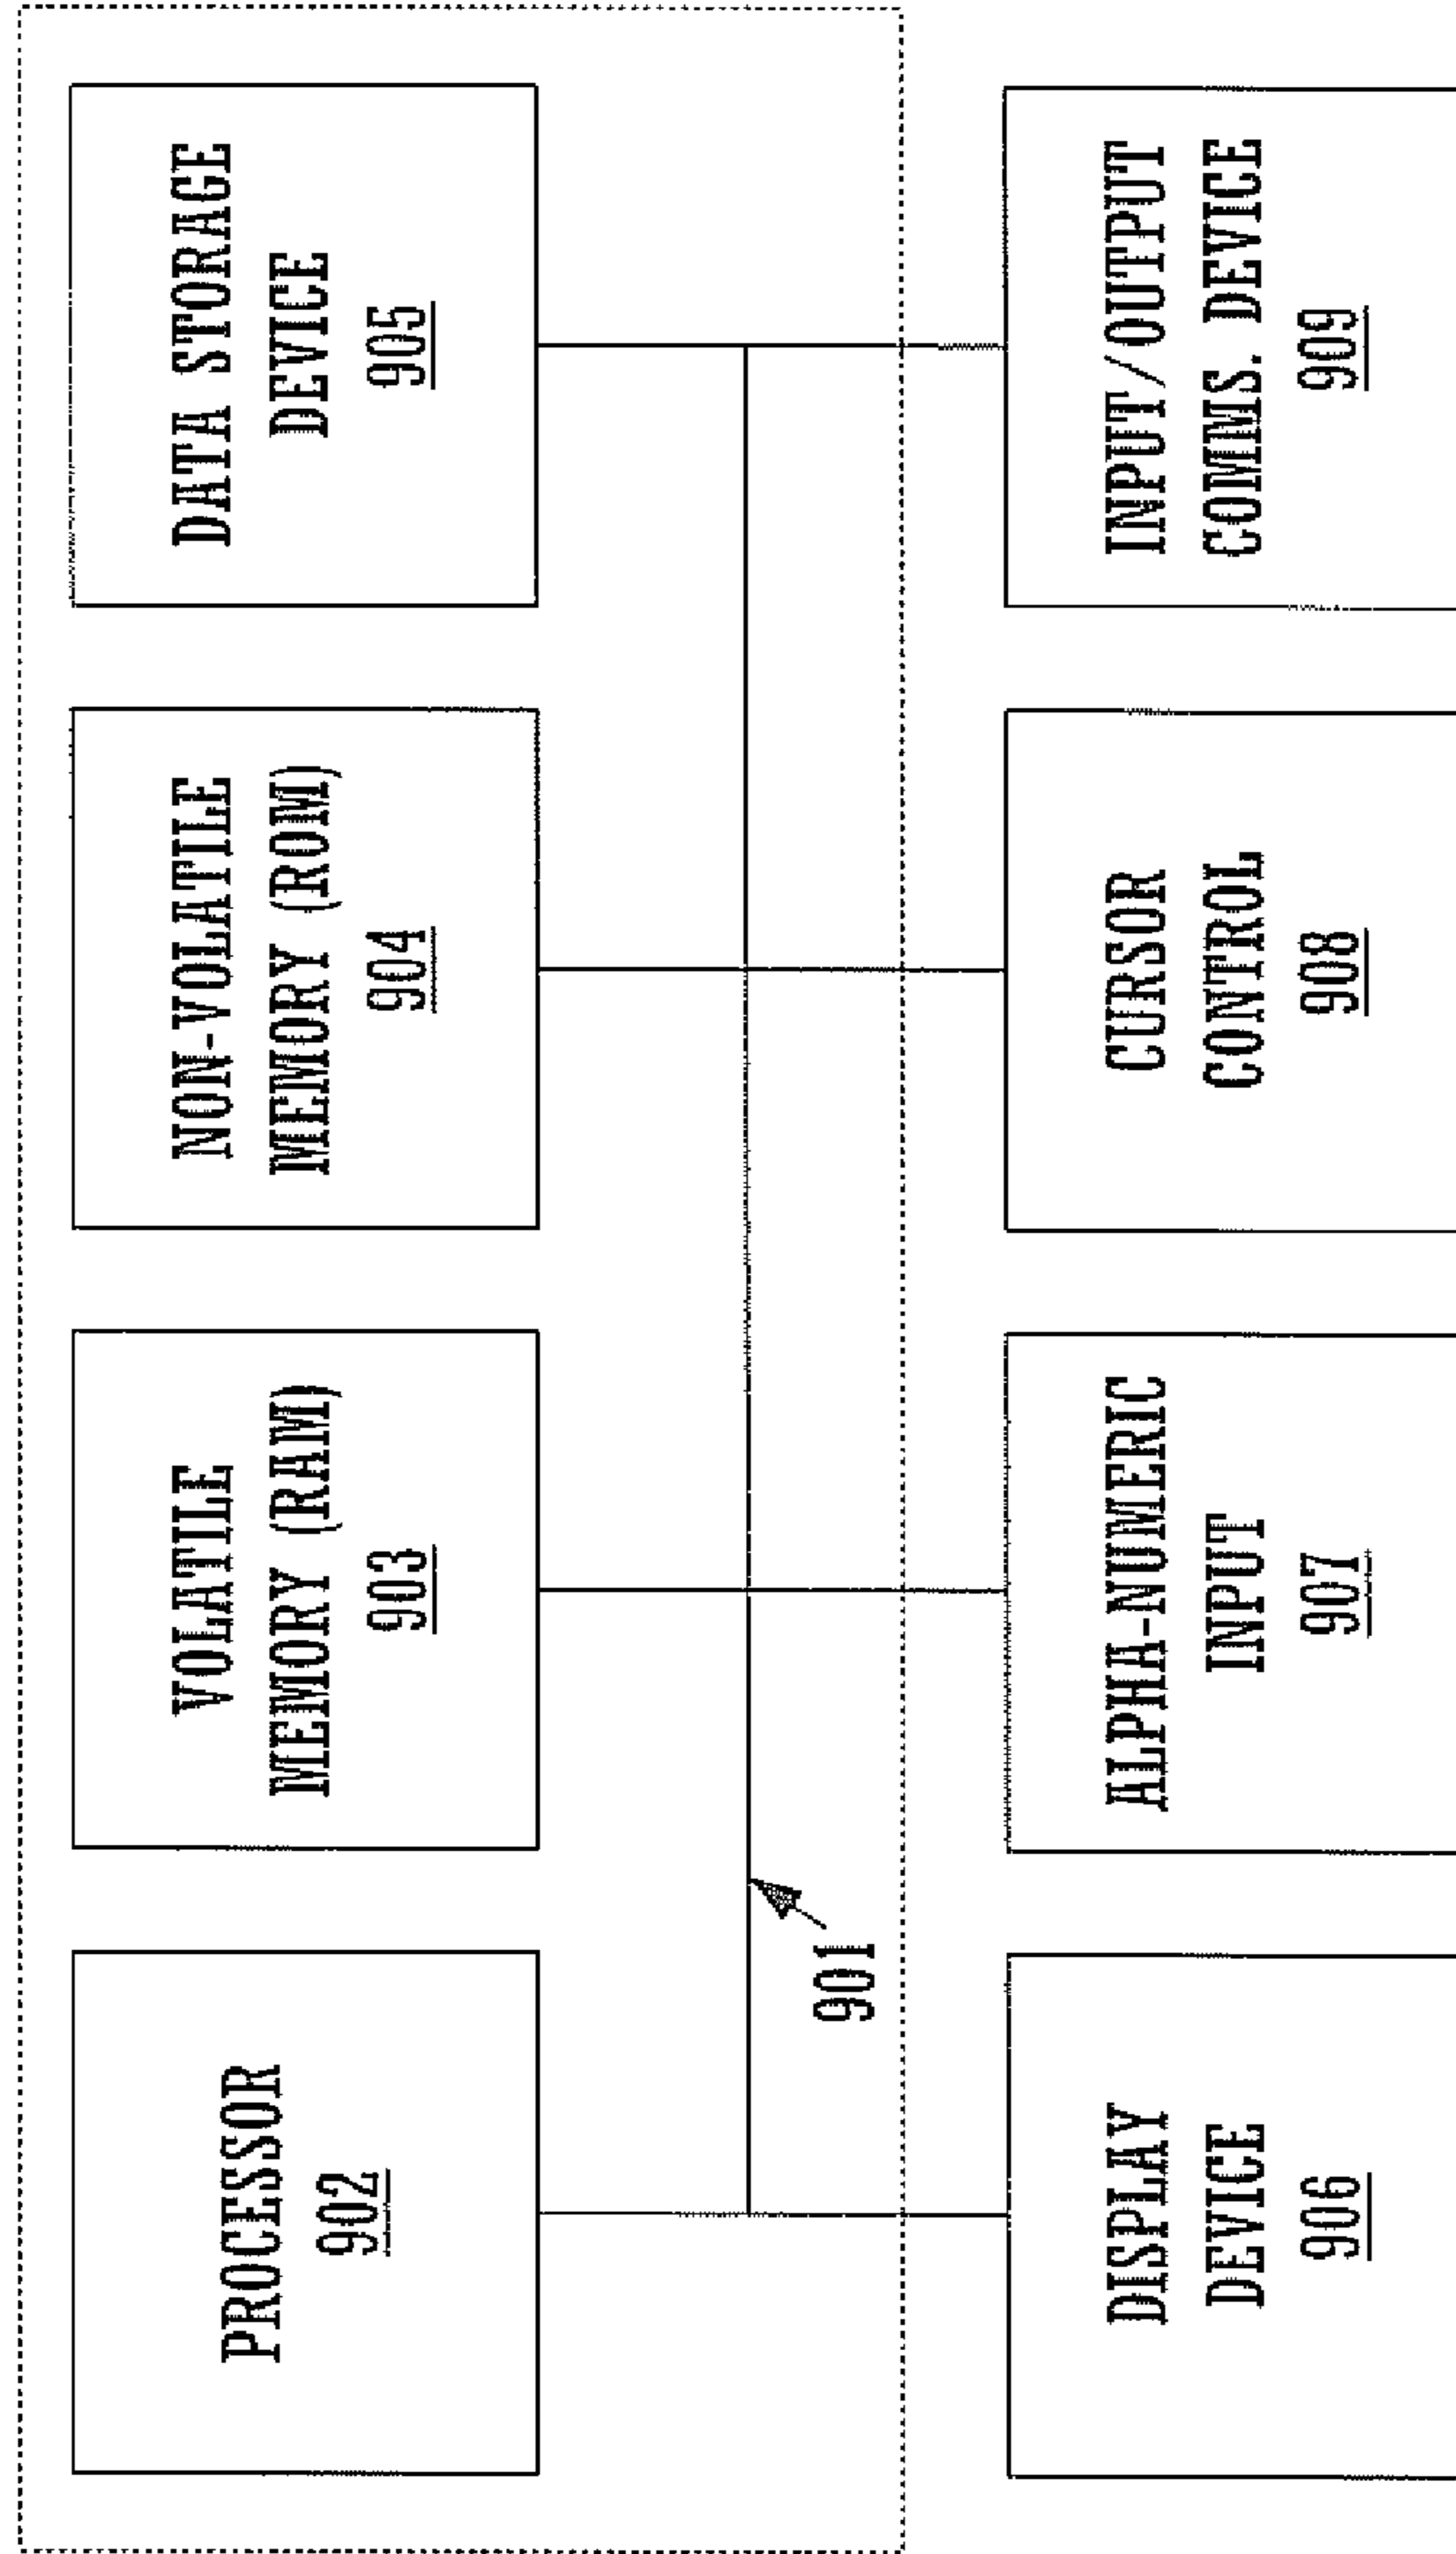 PROCESSOR
902
VOLATILE
MEMORY (RAM)
903
NON-VOLATILE
MEMORY (ROM)
904
DATA STORAGE
DEVICE
905
901
DISPLAY
DEVICE
906
ALPHA-NUMERIC
INPUT
907
CURSOR
CONTROL
908
INPUT/OUTPUT
COMMS. DEVICE
909